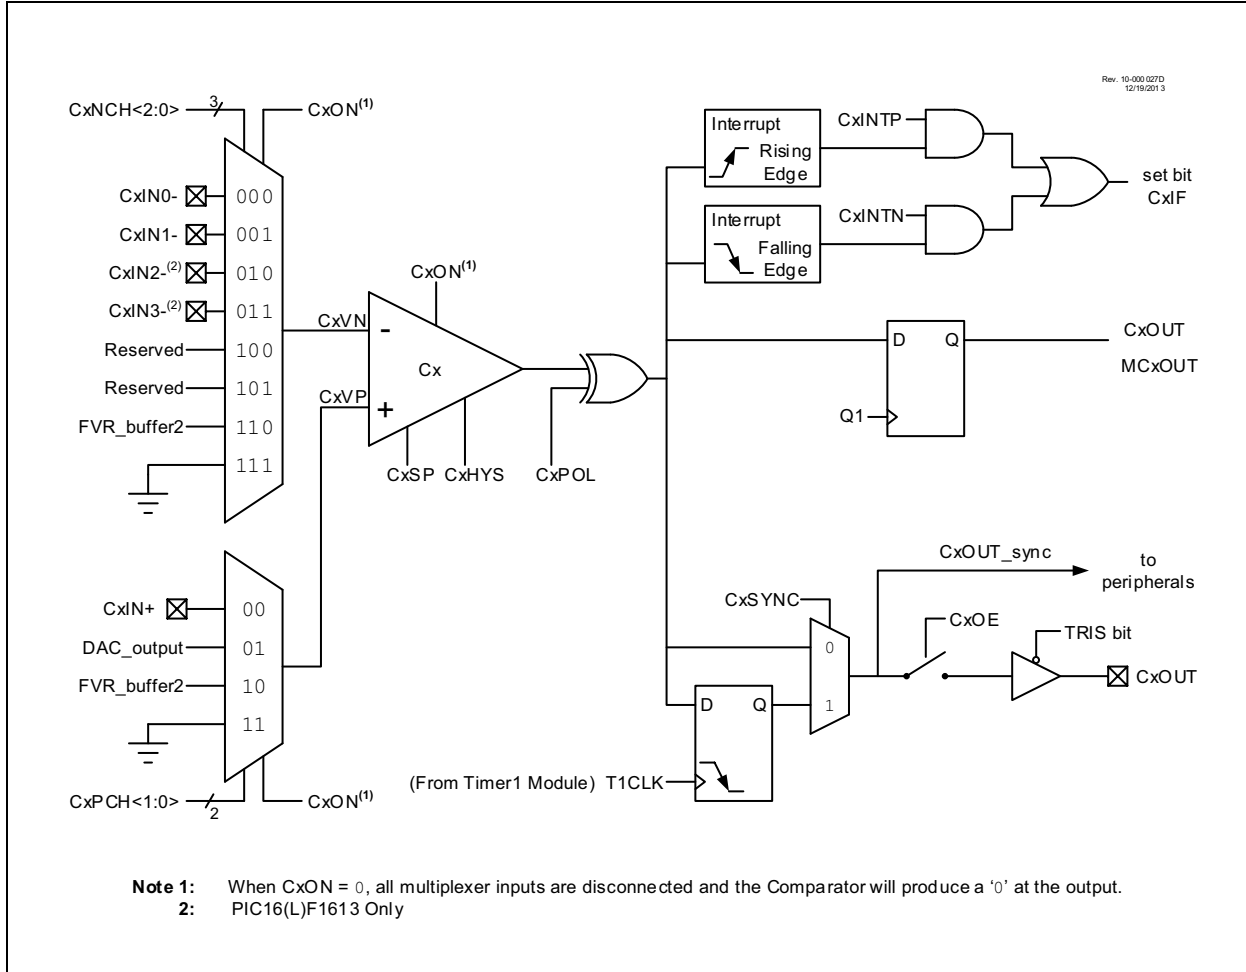 Rev. 10-000027D
12/19/2013
CxNCH<2:0>
3
CxON(1)
CxIN0-
000
CxIN1-
001
CxIN2-(2)
010
CxIN3-(2)
011
Reserved
100
Reserved
101
FVR_buffer2
110
111
CxVN
CxVP
CxON(1)
-
Cx
+
CxSP
CxHYS
CxPOL
Interrupt
Rising
Edge
CxINTP
Interrupt
Falling
Edge
CxINTN
set bit
CxIF
D
Q
Q1
CxOUT
MCxOUT
CxIN+
00
DAC_output
01
FVR_buffer2
10
11
CxPCH<1:0>
2
CxON(1)
CxOUT_sync
to
peripherals
CxSYNC
0
1
CxOE
TRIS bit
CxOUT
D
Q
(From Timer1 Module) T1CLK
Note 1: When CxON = 0, all multiplexer inputs are disconnected and the Comparator will produce a ‘0’ at the output.
2: PIC16(L)F1613 Only